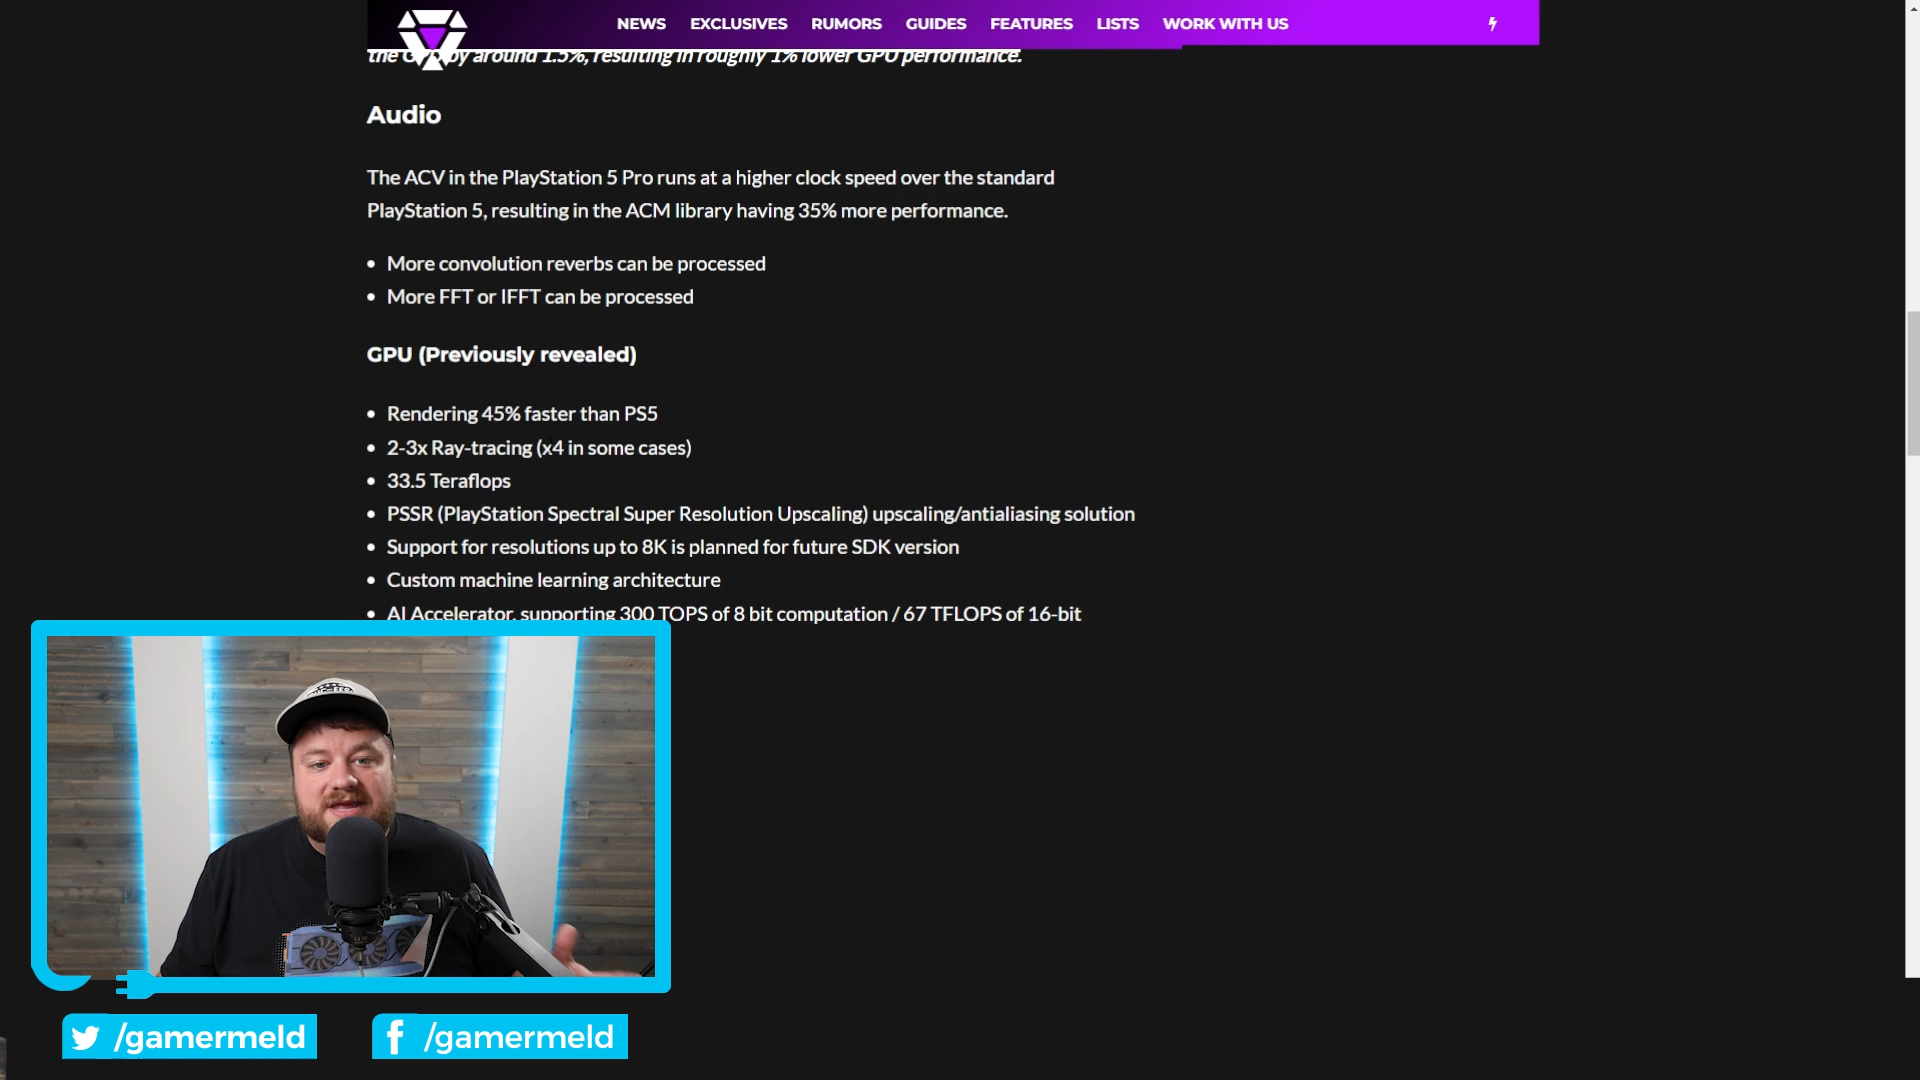 NEWS EXCLUSIVES RUMORS GUIDES FEATURES LISTS WORK WITH US
the G by around 1.5%, resulting in roughly 1% lower GPU performance.
Audio
The ACV in the PlayStation 5 Pro runs at a higher clock speed over the standard
PlayStation 5, resulting in the ACM library having 35% more performance.
• More convolution reverbs can be processed
• More FFT or IFFT can be processed
GPU (Previously revealed)
• Rendering 45% faster than PS5
• 2-3x Ray-tracing (x4 in some cases)
• 33.5 Teraflops
• PSSR (PlayStation Spectral Super Resolution Upscaling) upscaling/antialiasing solution
• Support for resolutions up to 8K is planned for future SDK version
• Custom machine learning architecture
• AI Accelerator, supporting 300 TOPS of 8 bit computation / 67 TFLOPS of 16-bit
/gamermeld /gamermeld